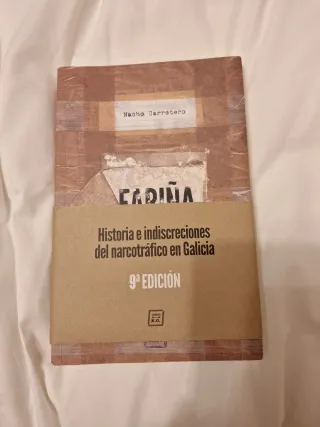 Nacho Carretero
FARIÑA
Historia e indiscreciones
del narcotráfico en Galicia
9ª EDICIÓN